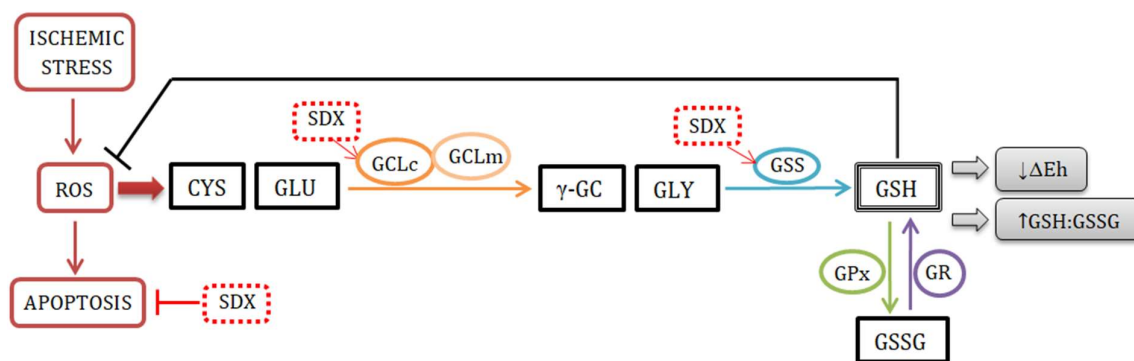 ISCHEMIC
STRESS
SDX
GCLc
GCLm
SDX
GSS
ROS
CYS
GLU
γ-GC
GLY
GSH
↓ΔEh
↑GSH:GSSG
GPx
GR
APOPTOSIS
SDX
GSSG